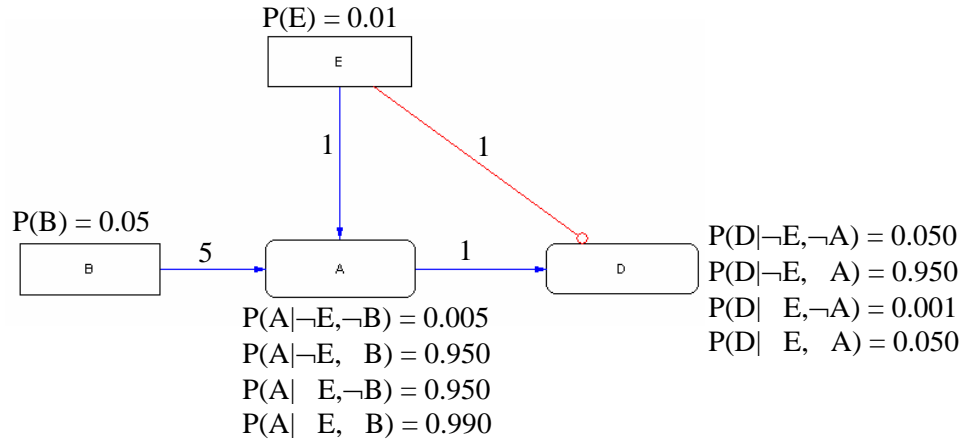 P(E) = 0.01
E
1
1
P(B) = 0.05
B
5
A
1
D
P(D|¬E,¬A) = 0.050
P(D|¬E, A) = 0.950
P(D| E,¬A) = 0.001
P(D| E, A) = 0.050
P(A|¬E,¬B) = 0.005
P(A|¬E, B) = 0.950
P(A| E,¬B) = 0.950
P(A| E, B) = 0.990